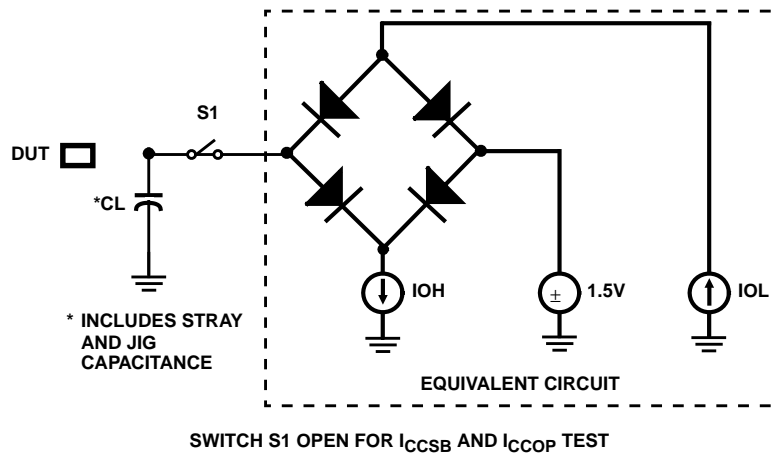 S1
DUT
*CL
IOH
±
1.5V
IOL
* INCLUDES STRAY
AND JIG
CAPACITANCE
EQUIVALENT CIRCUIT
SWITCH S1 OPEN FOR ICCSB AND ICCOP TEST